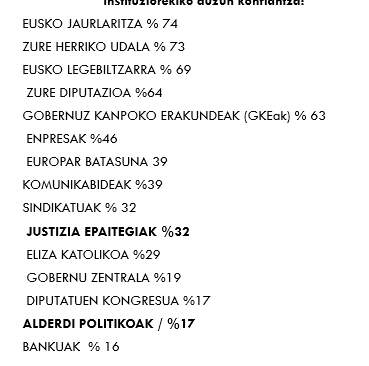 instituziorekiko duzun konfiantza!
EUSKO JAURLARITZA % 74
ZURE HERRIKO UDALA % 73
EUSKO LEGEBILTZARRA % 69
ZURE DIPUTAZIOA %64
GOBERNUZ KANPOKO ERAKUNDEAK (GKEak) % 63
ENPRESAK %46
EUROPAR BATASUNA 39
KOMUNIKABIDEAK %39
SINDIKATUAK % 32
JUSTIZIA EPAITEGIAK %32
ELIZA KATOLIKOA %29
GOBERNU ZENTRALA %19
DIPUTATUEN KONGRESUA %17
ALDERDI POLITIKOAK / %17
BANKUAK % 16